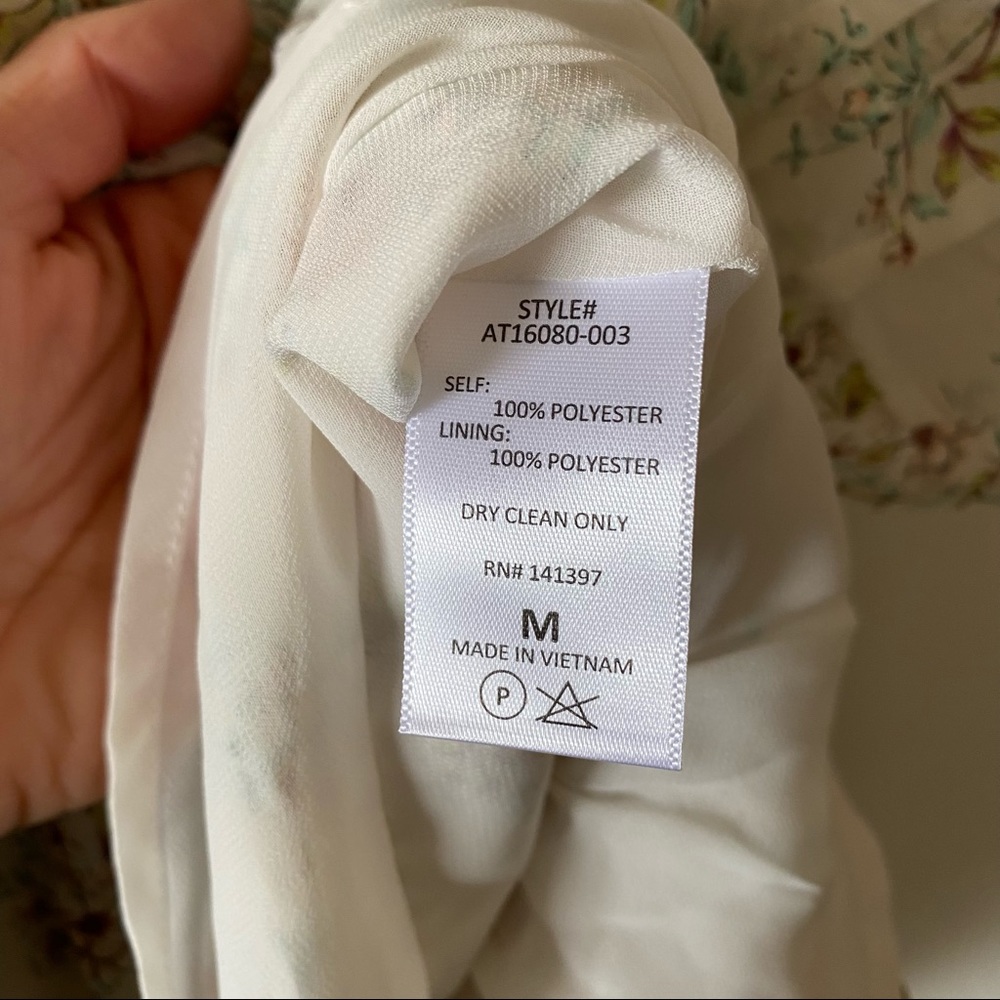 STYLE#
AT16080-003
SELF:
100% POLYESTER
LINING:
100% POLYESTER
DRY CLEAN ONLY
RN# 141397
M
MADE IN VIETNAM
P